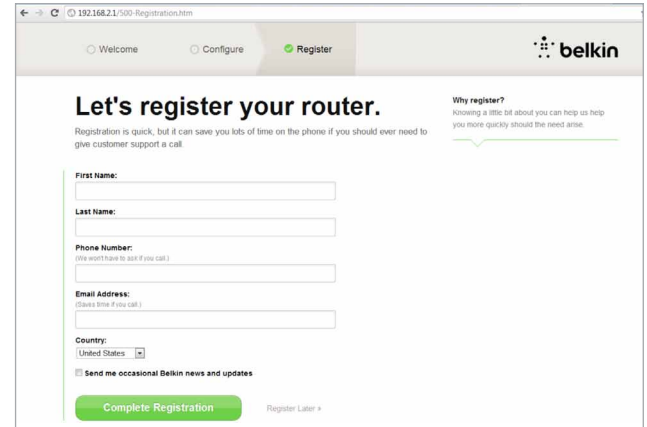 192.168.2.1/500-Registration.htm
Welcome
Configure
Register
belkin
Let's register your router.
Registration is quick, but it can save you lots of time on the phone if you should ever need to
give customer support a call.
Why register?
Knowing a little bit about you can help us help
you more quickly should the need arise.
First Name:
Last Name:
Phone Number:
(We won't have to ask if you call.)
Email Address:
(Saves time if you call.)
Country:
United States
Send me occasional Belkin news and updates
Complete Registration
Register Later »